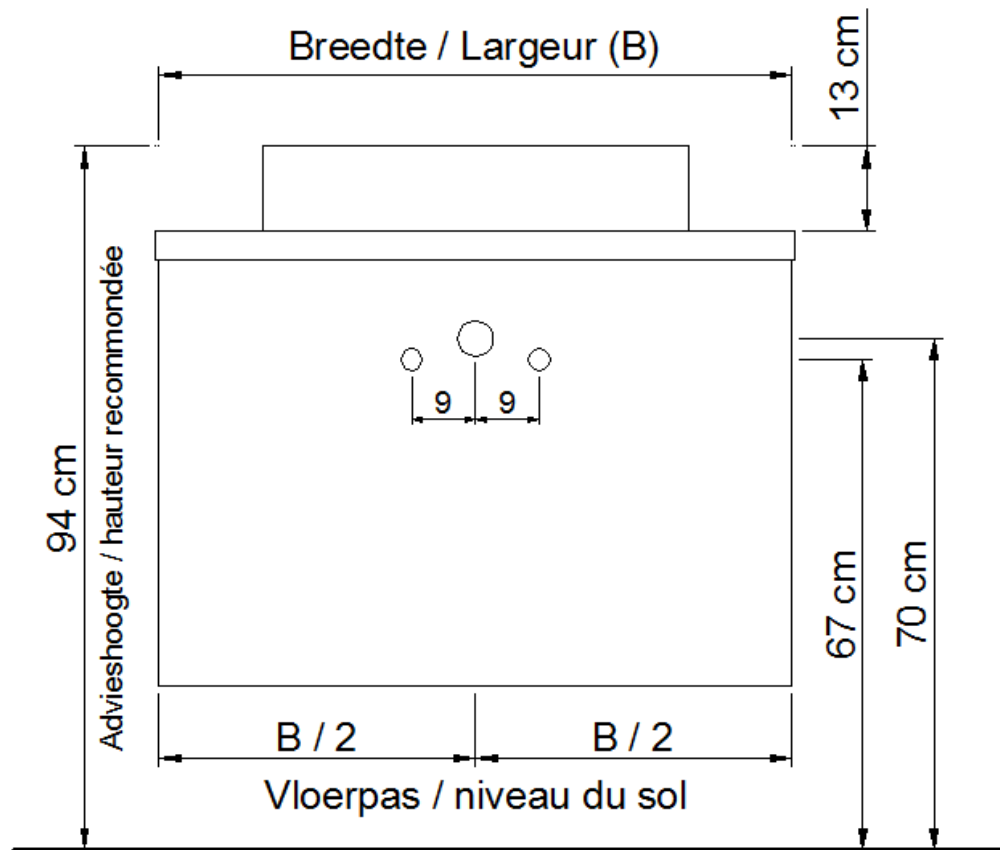 Breedte / Largeur (B)
13 cm
94 cm
Advieshoogte / hauteur recommondée
9
9
67 cm
70 cm
B / 2
B / 2
Vloerpas / niveau du sol